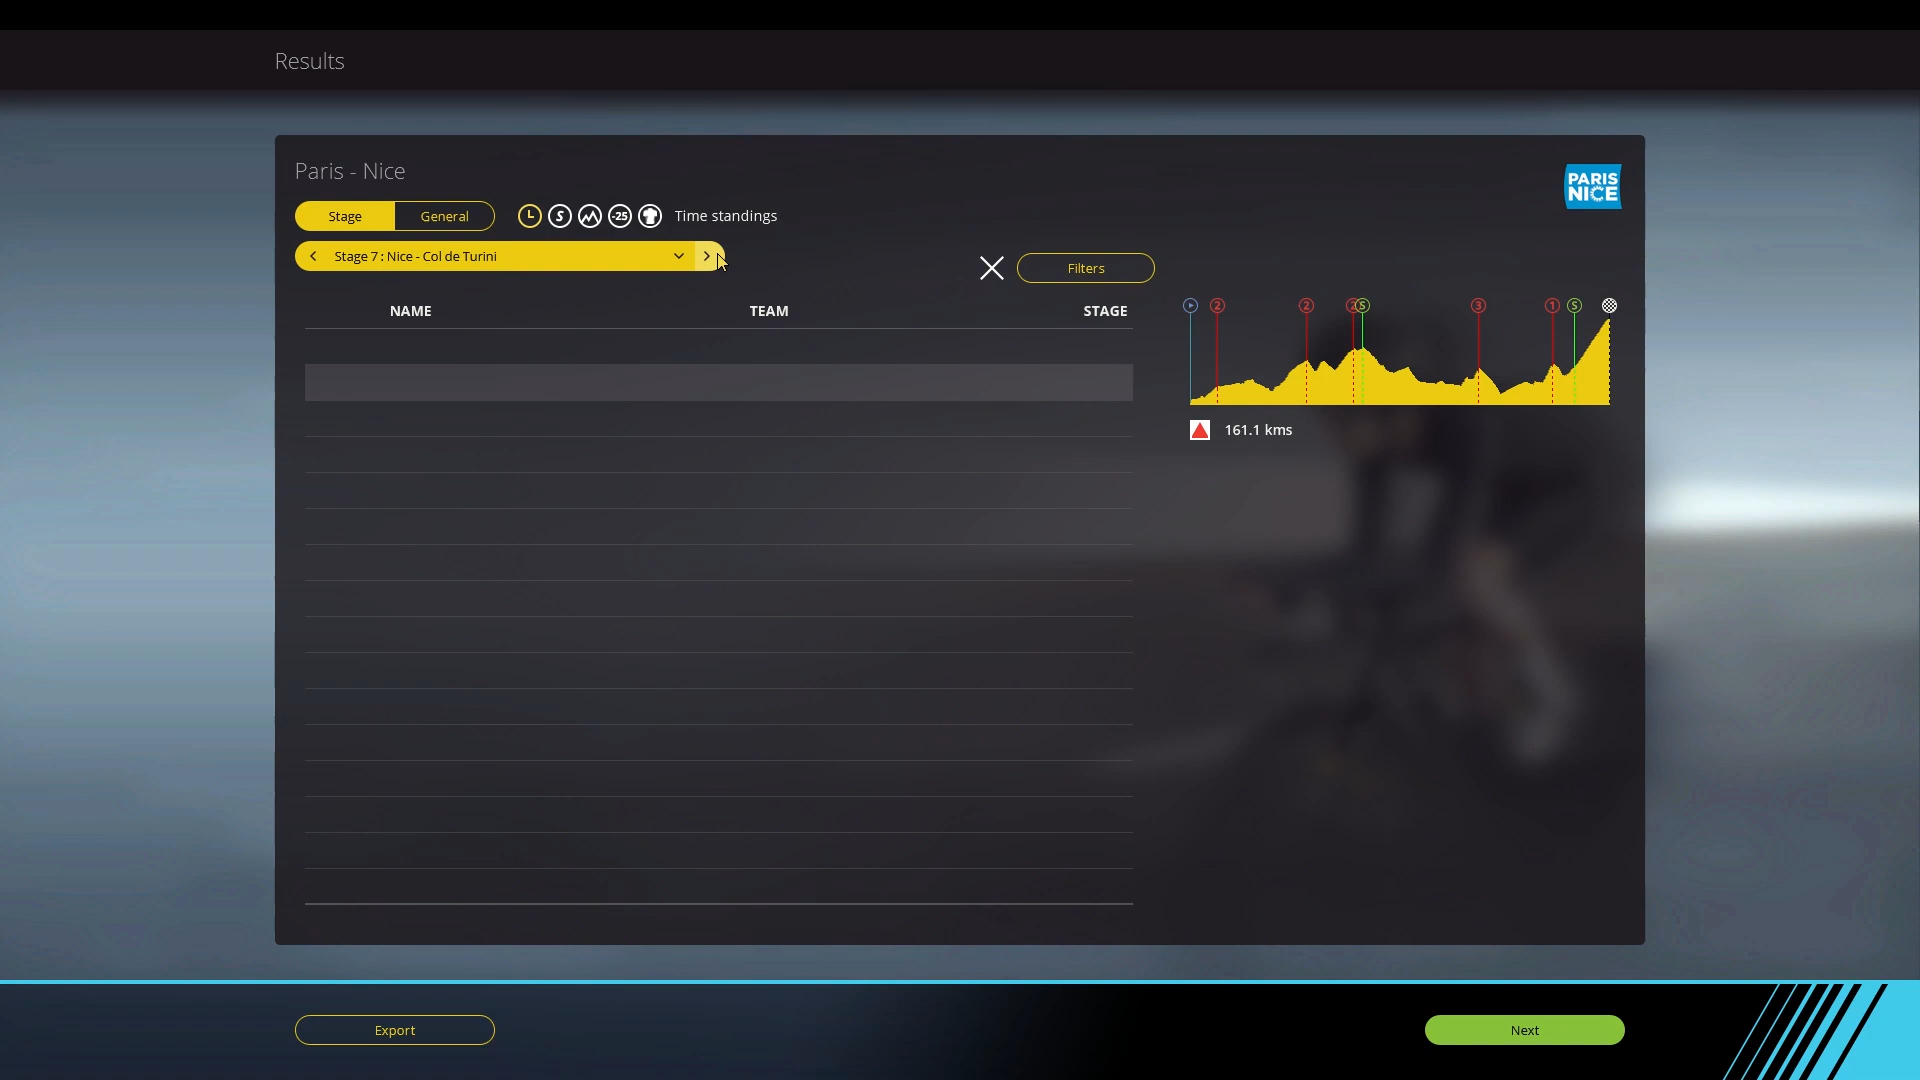 Results
Paris - Nice
PARIS
NICE
Stage
General
S
-25
Time standings
Stage 7 : Nice - Col de Turini
Filters
NAME
TEAM
STAGE
2
2
2
S
3
1
S
161.1 kms
Export
Next